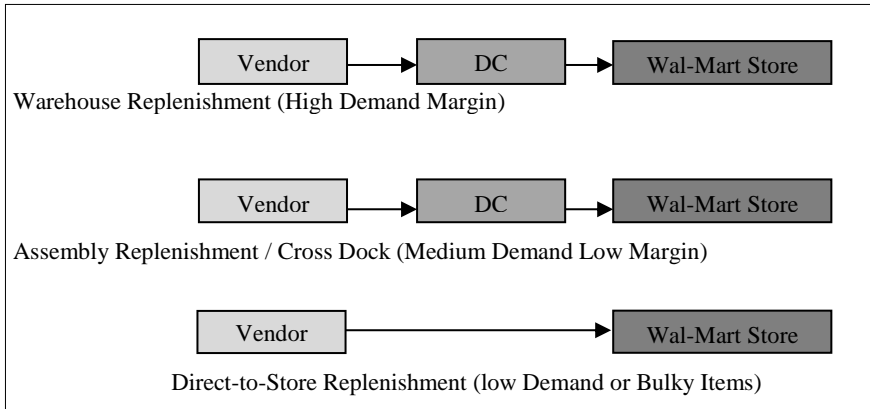 Vendor DC Wal-Mart Store
Warehouse Replenishment (High Demand Margin)
Vendor DC Wal-Mart Store
Assembly Replenishment / Cross Dock (Medium Demand Low Margin)
Vendor Wal-Mart Store
Direct-to-Store Replenishment (low Demand or Bulky Items)